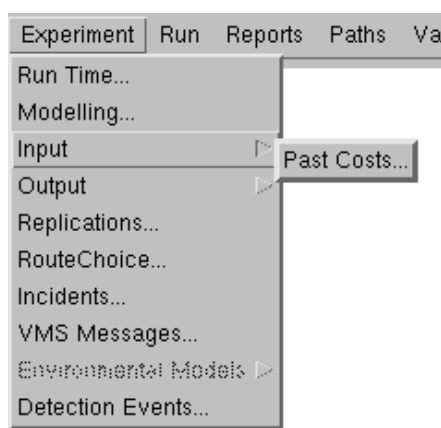 Experiment Run Reports Paths Va
Run Time...
Modelling...
Input
Past Costs...
Output
Replications...
RouteChoice...
Incidents...
VMS Messages...
Environmental Models
Detection Events...